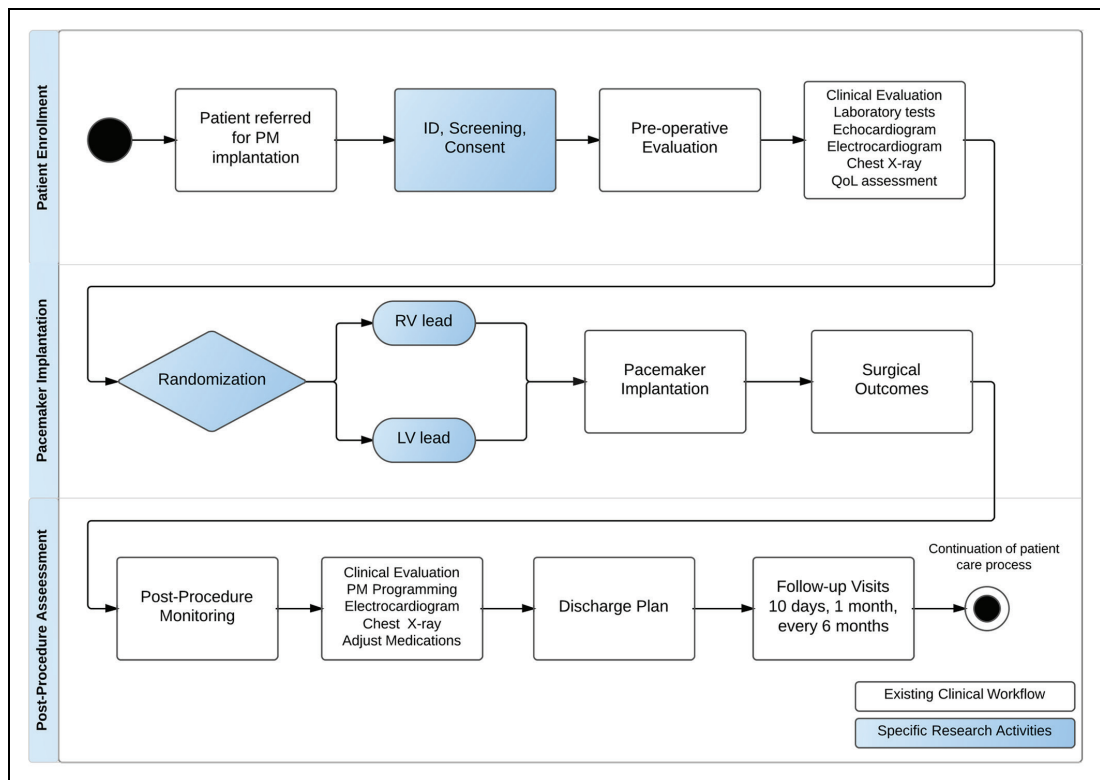 Patient Enrollment
Patient referred
for PM
implantation
ID, Screening,
Consent
Pre-operative
Evaluation
Clinical Evaluation
Laboratory tests
Echocardiogram
Electrocardiogram
Chest X-ray
QoL assessment
Pacemaker Implantation
Randomization
RV lead
LV lead
Pacemaker
Implantation
Surgical
Outcomes
Post-Procedure Asseessment
Post-Procedure
Monitoring
Clinical Evaluation
PM Programming
Electrocardiogram
Chest X-ray
Adjust Medications
Discharge Plan
Follow-up Visits
10 days, 1 month,
every 6 months
Continuation of patient
care process
Existing Clinical Workflow
Specific Research Activities